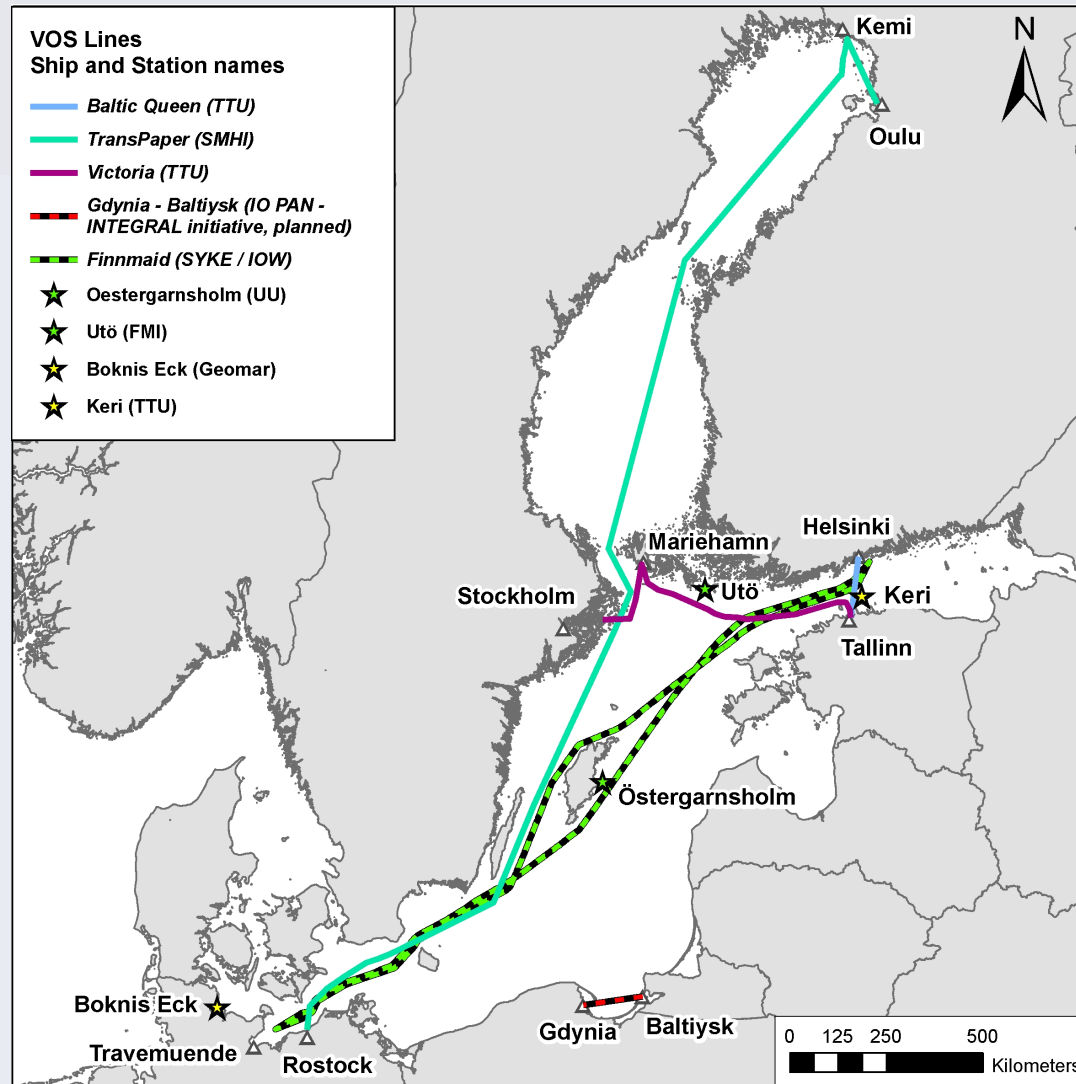 VOS Lines
Ship and Station names
Baltic Queen (TTU)
TransPaper (SMHI)
Victoria (TTU)
Gdynia - Baltiysk (IO PAN -
INTEGRAL initiative, planned)
Finnmaid (SYKE / IOW)
Oestergarnsholm (UU)
Utö (FMI)
Boknis Eck (Geomar)
Keri (TTU)
Kemi
N
Oulu
Helsinki
Mariehamn
Stockholm
Utö
Keri
Tallinn
Östergarnsholm
Boknis Eck
Gdynia
Baltiysk
Travemuende
Rostock
0 125 250 500
Kilometers